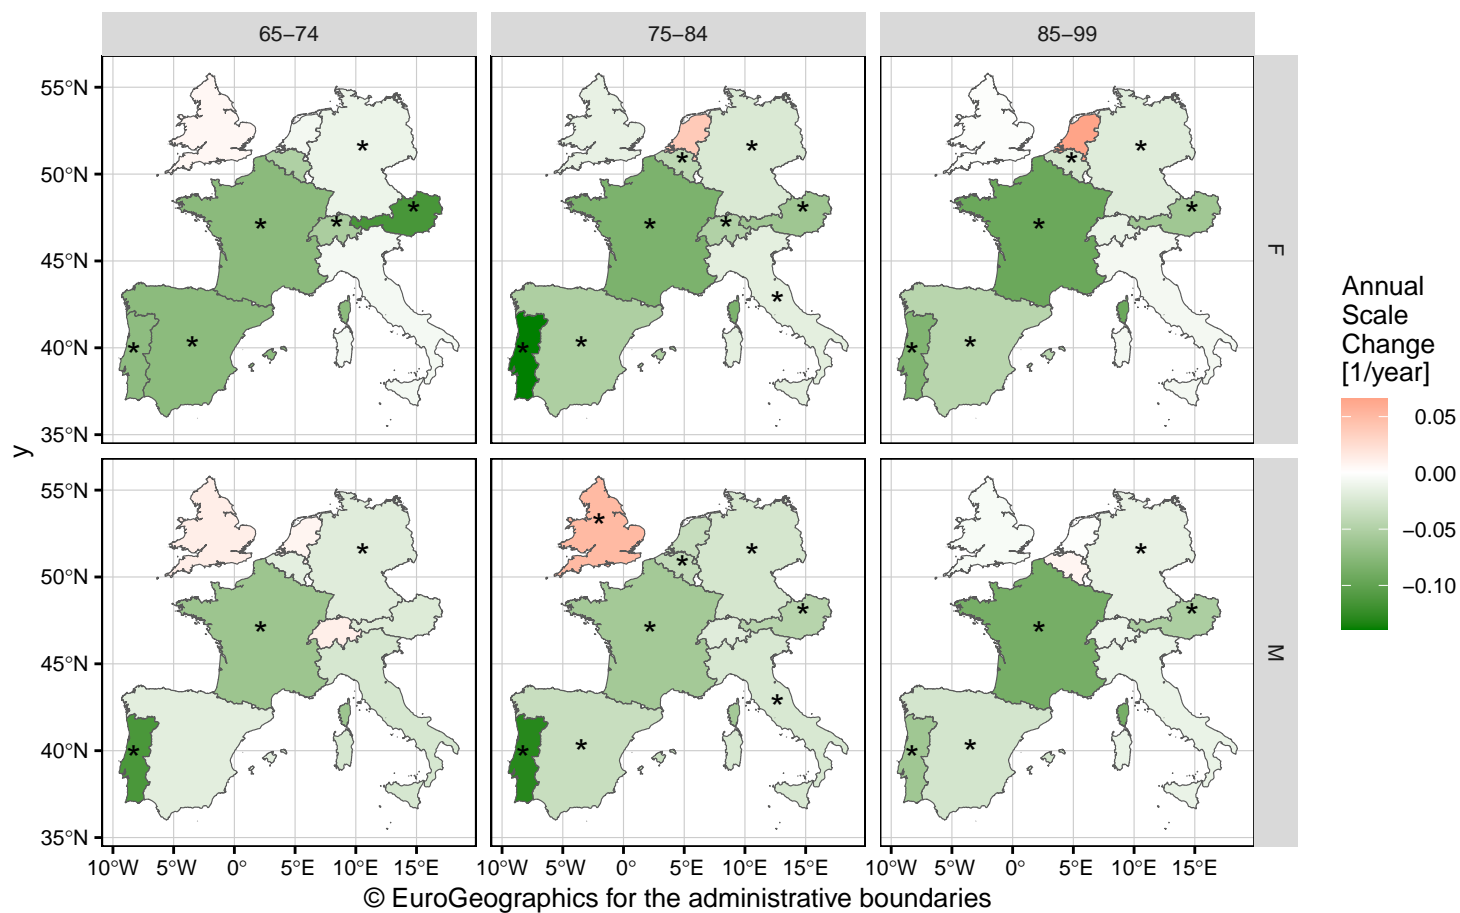 65−74 75−84 85−99
55°N
50°N
45°N
40°N
35°N
F
y
55°N
50°N
45°N
40°N
35°N
M
10°W 5°W 0° 5°E 10°E 15°E 10°W 5°W 0° 5°E 10°E 15°E 10°W 5°W 0° 5°E 10°E 15°E
© EuroGeographics for the administrative boundaries
Annual
Scale
Change
[1/year]
0.05
0.00
−0.05
−0.10